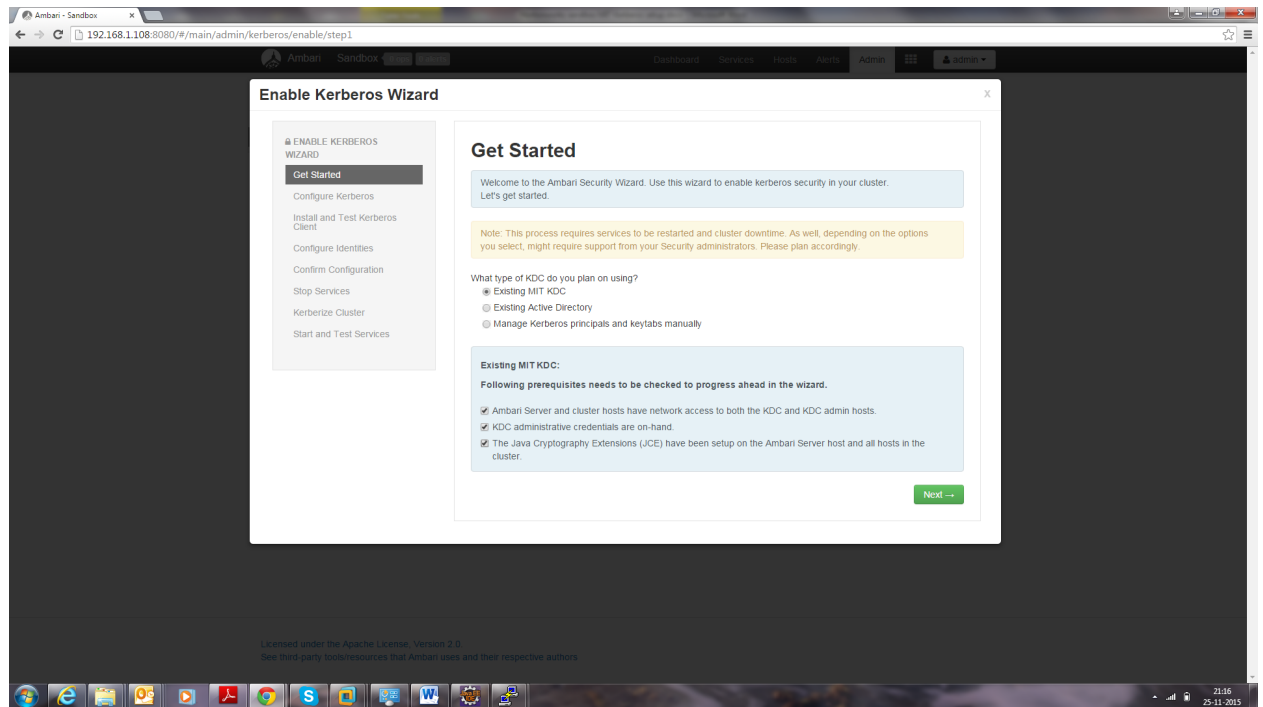 Ambari - Sandbox
192.168.1.108:8080/#/main/admin/kerberos/enable/step1
Ambari Sandbox
Dashboard Services Hosts Alerts Admin admin
Enable Kerberos Wizard
X
ENABLE KERBEROS
WIZARD
Get Started
Configure Kerberos
Install and Test Kerberos
Client
Configure Identities
Confirm Configuration
Stop Services
Kerberize Cluster
Start and Test Services
Get Started
Welcome to the Ambari Security Wizard. Use this wizard to enable kerberos security in your cluster.
Let's get started.
Note: This process requires services to be restarted and cluster downtime. As well, depending on the options
you select, might require support from your Security administrators. Please plan accordingly.
What type of KDC do you plan on using?
Existing MIT KDC
Existing Active Directory
Manage Kerberos principals and keytabs manually
Existing MIT KDC:
Following prerequisites needs to be checked to progress ahead in the wizard.
Ambari Server and cluster hosts have network access to both the KDC and KDC admin hosts.
KDC administrative credentials are on-hand.
The Java Cryptography Extensions (JCE) have been setup on the Ambari Server host and all hosts in the
cluster.
Next →
Licensed under the Apache License, Version 2.0.
See third-party tools/resources that Ambari uses and their respective authors
21:16
25-11-2015